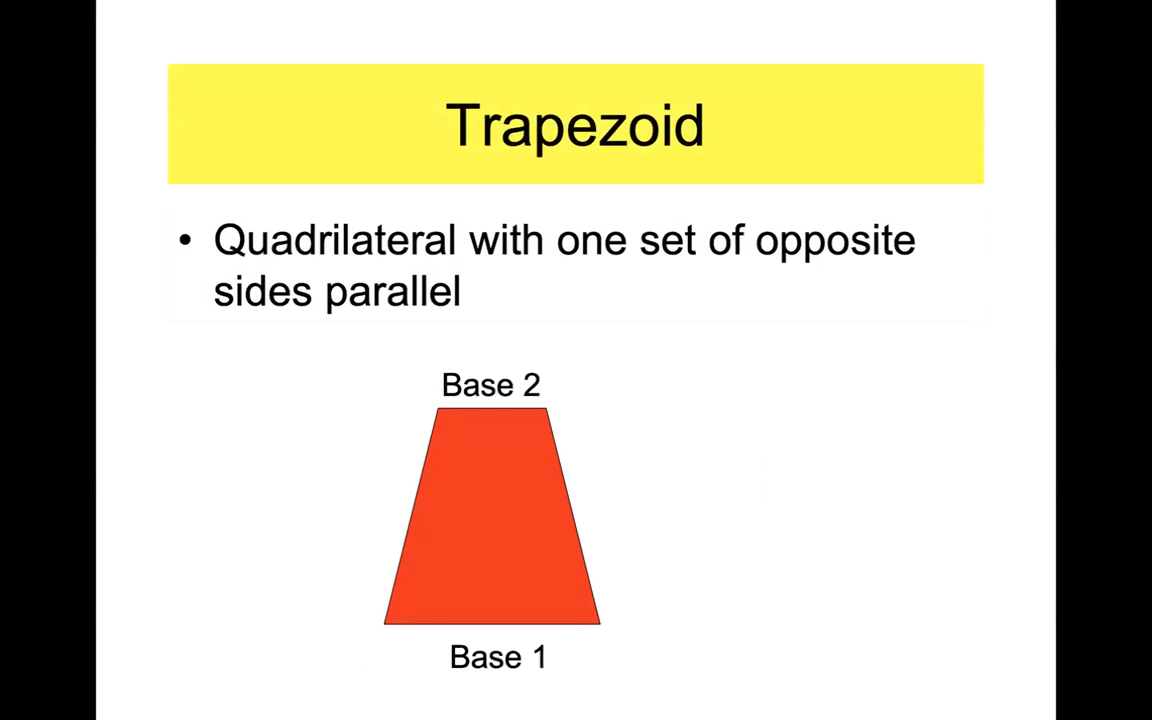 Trapezoid
• Quadrilateral with one set of opposite
sides parallel
Base 2
Base 1